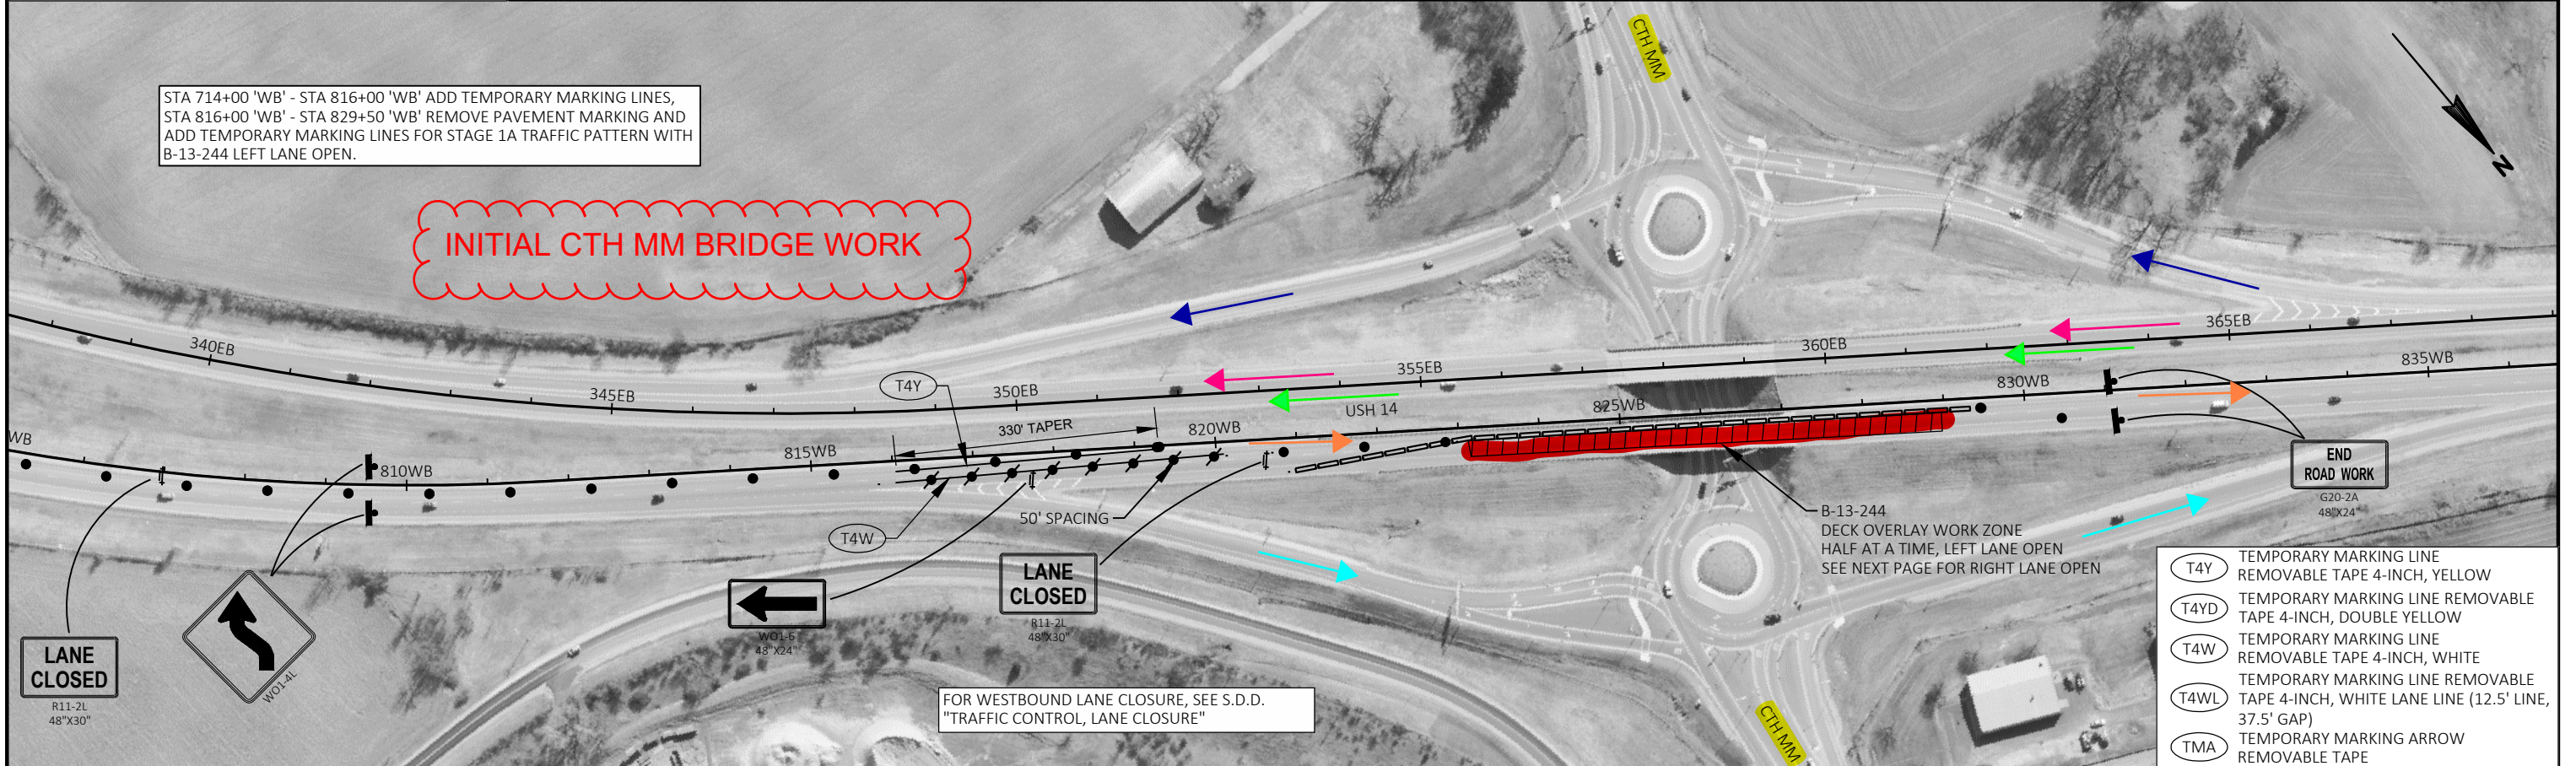 STA 714+00 'WB' - STA 816+00 'WB' ADD TEMPORARY MARKING LINES,
STA 816+00 'WB' - STA 829+50 'WB' REMOVE PAVEMENT MARKING AND
ADD TEMPORARY MARKING LINES FOR STAGE 1A TRAFFIC PATTERN WITH
B-13-244 LEFT LANE OPEN.
INITIAL CTH MM BRIDGE WORK
CTH MM
N
340EB
345EB
350EB
355EB
360EB
365EB
WB
810WB
815WB
820WB
825WB
830WB
835WB
USH 14
T4Y
330' TAPER
T4W
50' SPACING
LANE
CLOSED
R11-2L
48"X30"
WO1-4L
WO1-6
48"X24"
LANE
CLOSED
R11-2L
48"X30"
B-13-244
DECK OVERLAY WORK ZONE
HALF AT A TIME, LEFT LANE OPEN
SEE NEXT PAGE FOR RIGHT LANE OPEN
END
ROAD WORK
G20-2A
48"X24"
FOR WESTBOUND LANE CLOSURE, SEE S.D.D.
"TRAFFIC CONTROL, LANE CLOSURE"
CTH MM
T4Y TEMPORARY MARKING LINE
REMOVABLE TAPE 4-INCH, YELLOW
T4YD TEMPORARY MARKING LINE REMOVABLE
TAPE 4-INCH, DOUBLE YELLOW
T4W TEMPORARY MARKING LINE
REMOVABLE TAPE 4-INCH, WHITE
T4WL TEMPORARY MARKING LINE REMOVABLE
TAPE 4-INCH, WHITE LANE LINE (12.5' LINE,
37.5' GAP)
TMA TEMPORARY MARKING ARROW
REMOVABLE TAPE